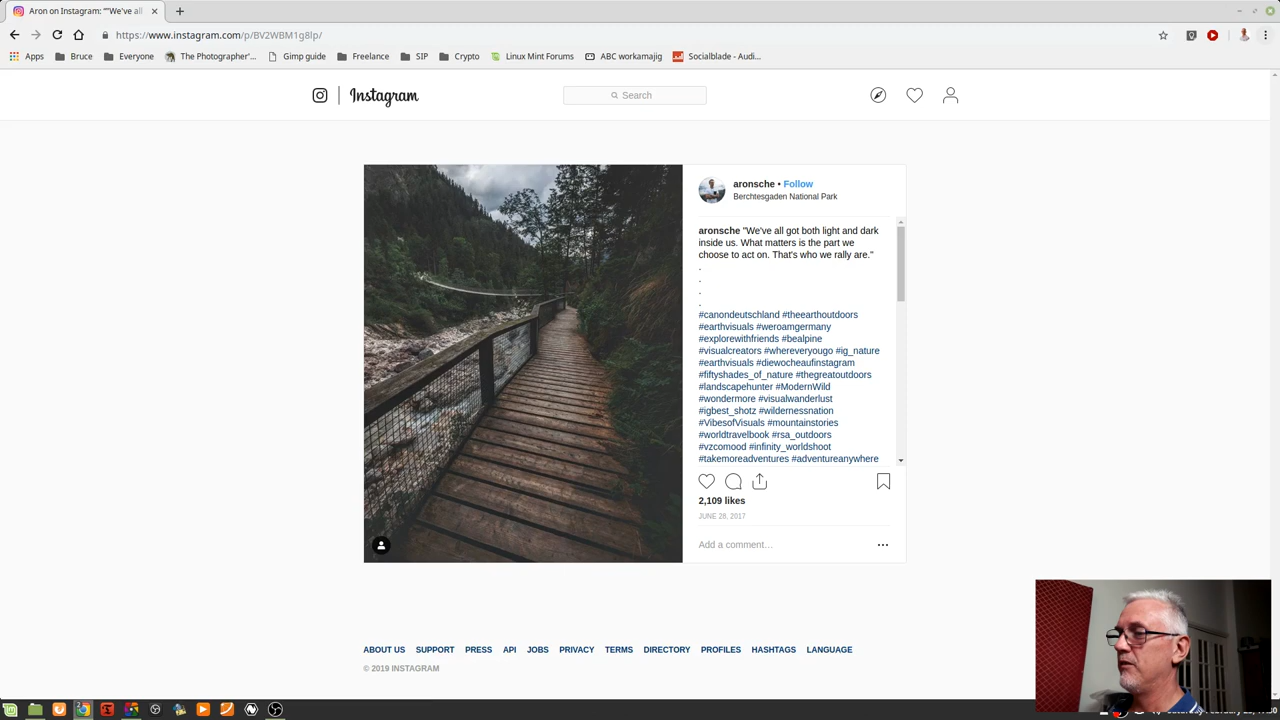 Aron on Instagram: "“We've all
https://www.instagram.com/p/BV2WBM1g8lp/
Apps Bruce Everyone The Photographer'... Gimp guide Freelance SIP Crypto Linux Mint Forums ABC workamajig Socialblade - Audi...
Instagram Search
aronsche • Follow
Berchtesgaden National Park
aronsche "We've all got both light and dark
inside us. What matters is the part we
choose to act on. That's who we rally are."
.
.
.
.
#canondeutschland #theearthoutdoors
#earthvisuals #weroamgermany
#explorewithfriends #bealpine
#visualcreators #whereveryougo #ig_nature
#earthvisuals #diewocheaufinstagram
#fiftyshades_of_nature #thegreatoutdoors
#landscapehunter #ModernWild
#wondermore #visualwanderlust
#igbest_shotz #wildernessnation
#VibesofVisuals #mountainstories
#worldtravelbook #rsa_outdoors
#vzcomood #infinity_worldshoot
#takemoreadventures #adventureanywhere
2,109 likes
JUNE 28, 2017
Add a comment…
ABOUT US SUPPORT PRESS API JOBS PRIVACY TERMS DIRECTORY PROFILES HASHTAGS LANGUAGE
© 2019 INSTAGRAM